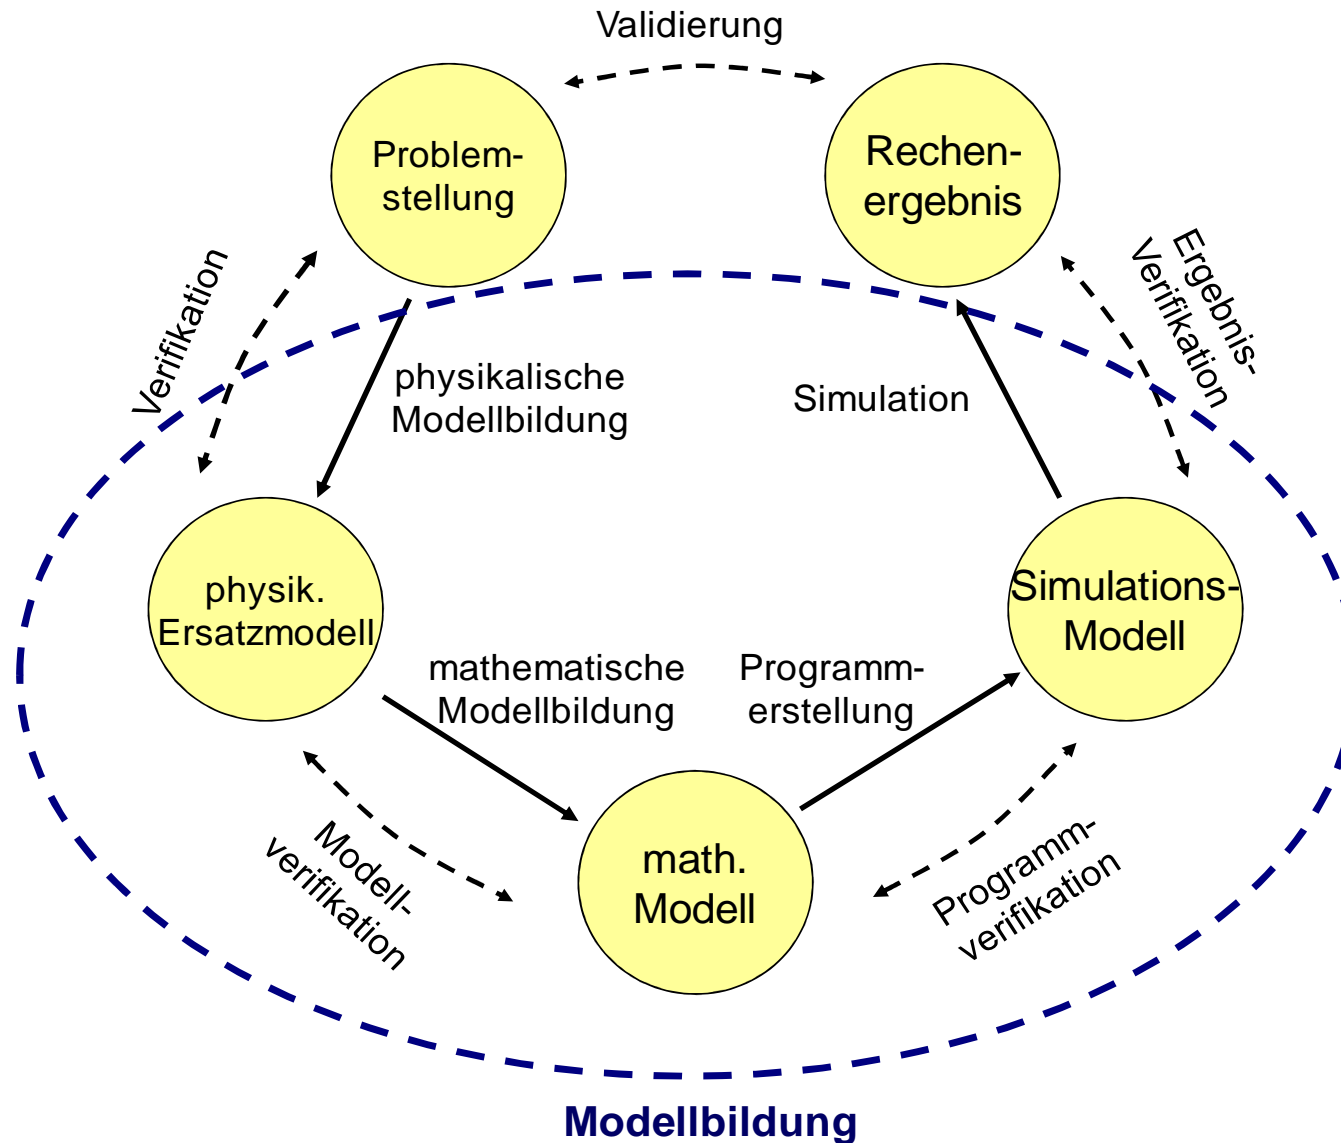 Validierung
Problem-
stellung
Rechen-
ergebnis
Verifikation
Ergebnis-
Verifikation
physikalische
Modellbildung
Simulation
physik.
Ersatzmodell
Simulations-
Modell
mathematische
Modellbildung
Programm-
erstellung
Modell-
verifikation
math.
Modell
Programm-
verifikation
Modellbildung